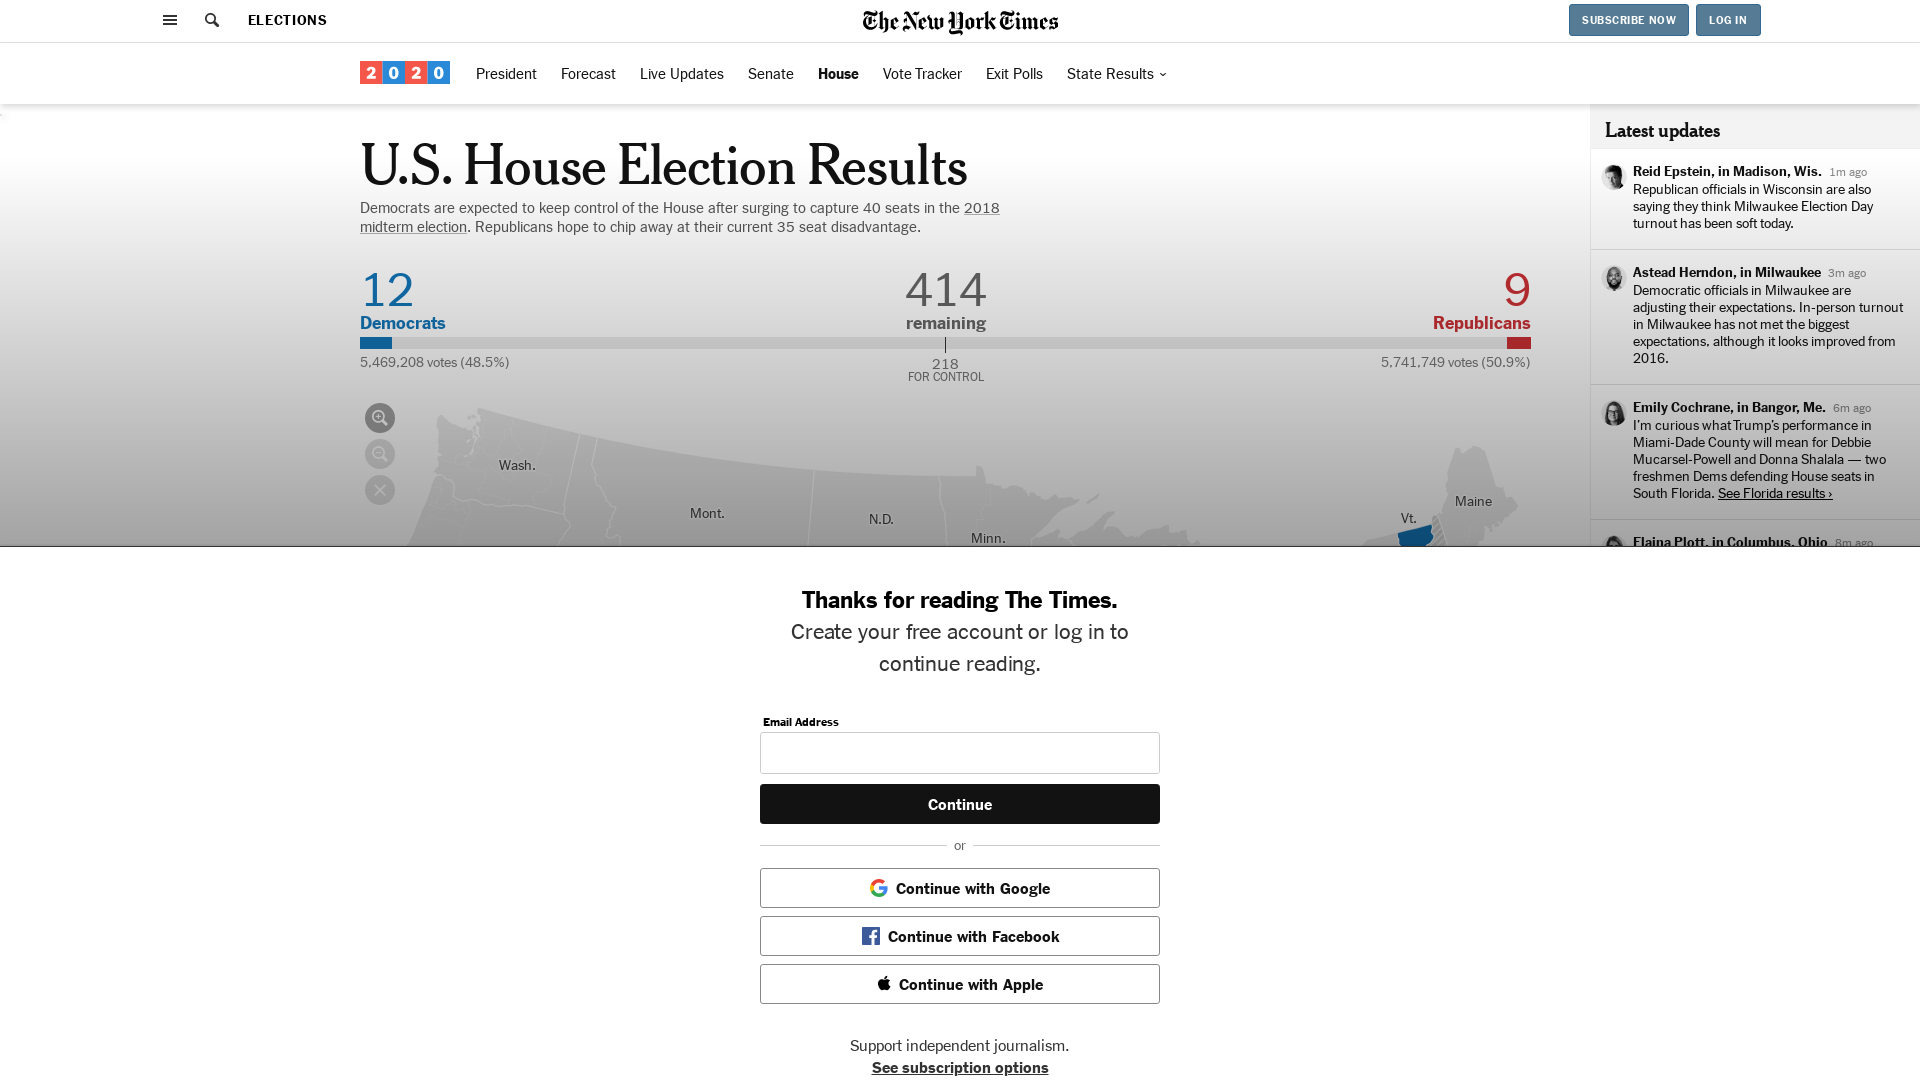 ELECTIONS
The New York Times
SUBSCRIBE NOW
LOG IN
2020
President
Forecast
Live Updates
Senate
House
Vote Tracker
Exit Polls
State Results
U.S. House Election Results
Democrats are expected to keep control of the House after surging to capture 40 seats in the 2018
midterm election. Republicans hope to chip away at their current 35 seat disadvantage.
12
414
9
Democrats
remaining
Republicans
5,469,208 votes (48.5%)
218
5,741,749 votes (50.9%)
FOR CONTROL
Wash.
Mont.
N.D.
Minn.
Vt.
Maine
Latest updates
Reid Epstein, in Madison, Wis. 1m ago
Republican officials in Wisconsin are also
saying they think Milwaukee Election Day
turnout has been soft today.
Astead Herndon, in Milwaukee 3m ago
Democratic officials in Milwaukee are
adjusting their expectations. In-person turnout
in Milwaukee has not met the biggest
expectations, although it looks improved from
2016.
Emily Cochrane, in Bangor, Me. 6m ago
I’m curious what Trump’s performance in
Miami-Dade County will mean for Debbie
Mucarsel-Powell and Donna Shalala — two
freshmen Dems defending House seats in
South Florida. See Florida results ›
Elaina Plott, in Columbus, Ohio 8m ago
Thanks for reading The Times.
Create your free account or log in to
continue reading.
Email Address
Continue
or
Continue with Google
Continue with Facebook
Continue with Apple
Support independent journalism.
See subscription options